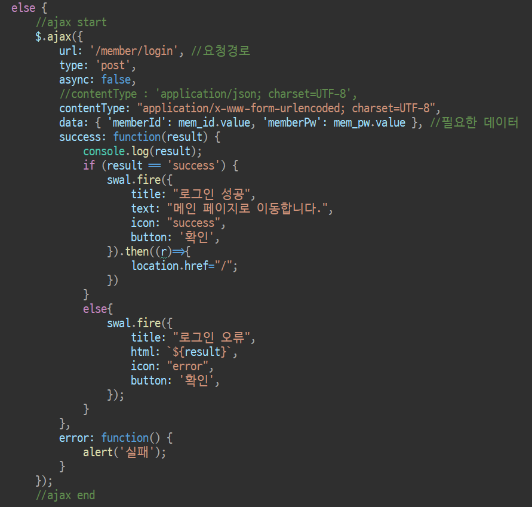 else {
    //ajax start
    $.ajax({
        url: '/member/login', //요청경로
        type: 'post',
        async: false,
        //contentType : 'application/json; charset=UTF-8',
        contentType: "application/x-www-form-urlencoded; charset=UTF-8",
        data: { 'memberId': mem_id.value, 'memberPw': mem_pw.value }, //필요한 데이터
        success: function(result) {
            console.log(result);
            if (result == 'success') {
                swal.fire({
                    title: "로그인 성공",
                    text: "메인 페이지로 이동합니다.",
                    icon: "success",
                    button: '확인',
                }).then((r)=>{
                    location.href="/";
                })
            }
            else{
                swal.fire({
                    title: "로그인 오류",
                    html: `${result}`,
                    icon: "error",
                    button: '확인',
                });
            }
        },
        error: function() {
            alert('실패');
        }
    });
    //ajax end